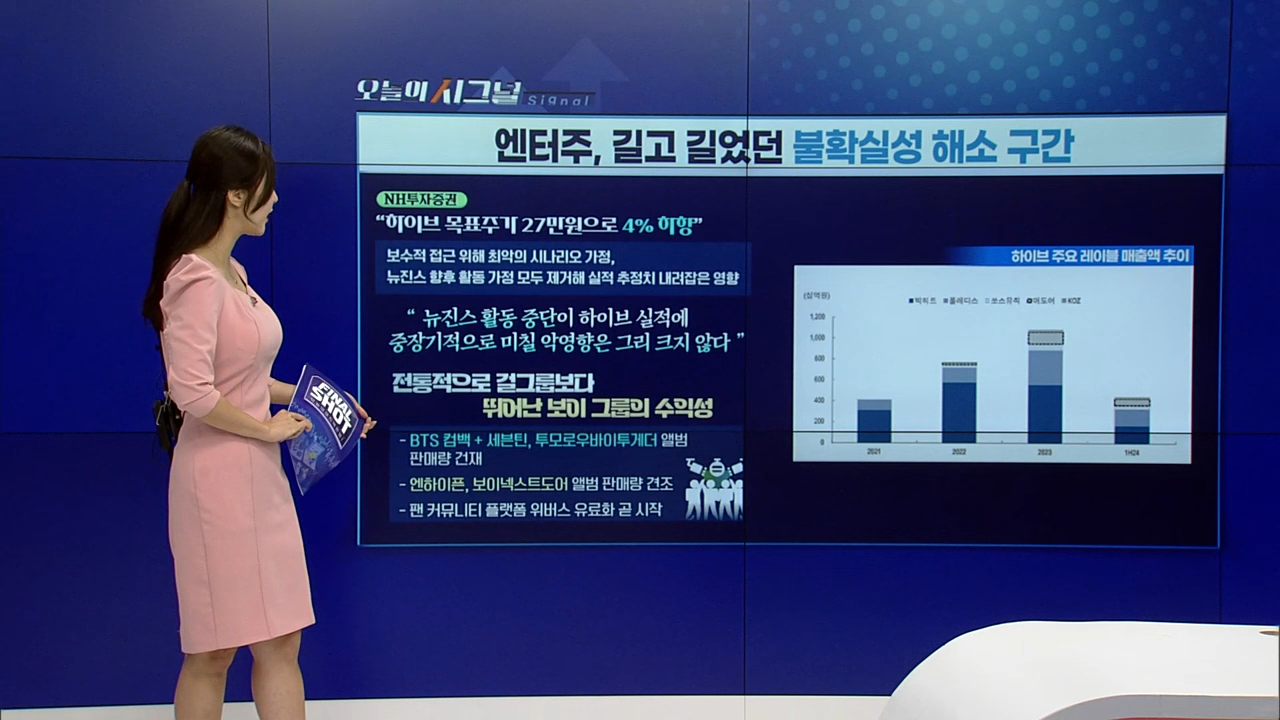 오늘의 시그널 Signal
엔터주, 길고 길었던 불확실성 해소 구간
NH투자증권
“하이브 목표주가 27만원으로 4% 하향”
보수적 접근 위해 최악의 시나리오 가정,
뉴진스 향후 활동 가정 모두 제거해 실적 추정치 내려잡은 영향
“ 뉴진스 활동 중단이 하이브 실적에
중장기적으로 미칠 악영향은 그리 크지 않다 ”
전통적으로 걸그룹보다
뛰어난 보이 그룹의 수익성
- BTS 컴백 + 세븐틴, 투모로우바이투게더 앨범
판매량 건재
- 엔하이픈, 보이넥스트도어 앨범 판매량 견조
- 팬 커뮤니티 플랫폼 위버스 유료화 곧 시작
하이브 주요 레이블 매출액 추이
(십억원)
빅히트 플레디스 쏘스뮤직 어도어 KOZ
1,200
1,000
800
600
400
200
0
2021 2022 2023 1H24
FINAL
SHOT